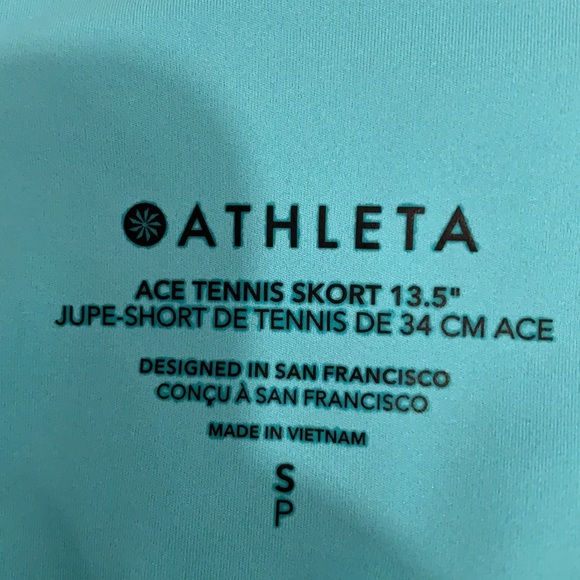 ATHLETA
ACE TENNIS SKORT 13.5"
JUPE-SHORT DE TENNIS DE 34 CM ACE
DESIGNED IN SAN FRANCISCO
CONÇU À SAN FRANCISCO
MADE IN VIETNAM
S
P